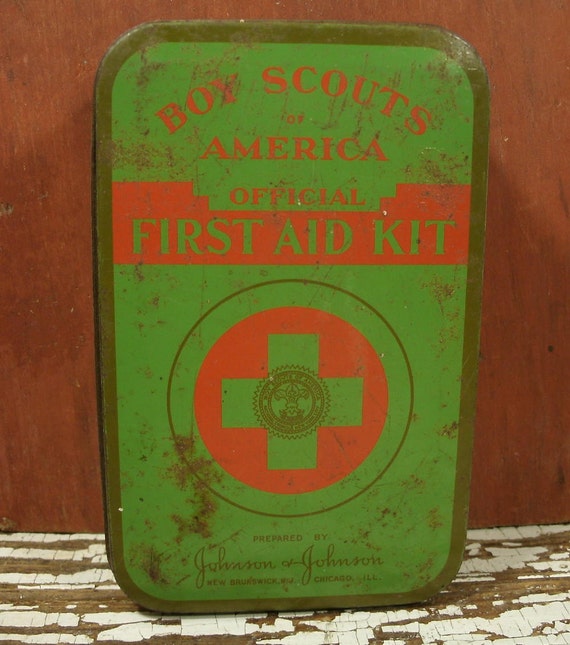 BOY SCOUTS
OF
AMERICA
OFFICIAL
FIRST AID KIT
PREPARED BY
Johnson & Johnson
NEW BRUNSWICK, N.J. CHICAGO, ILL.